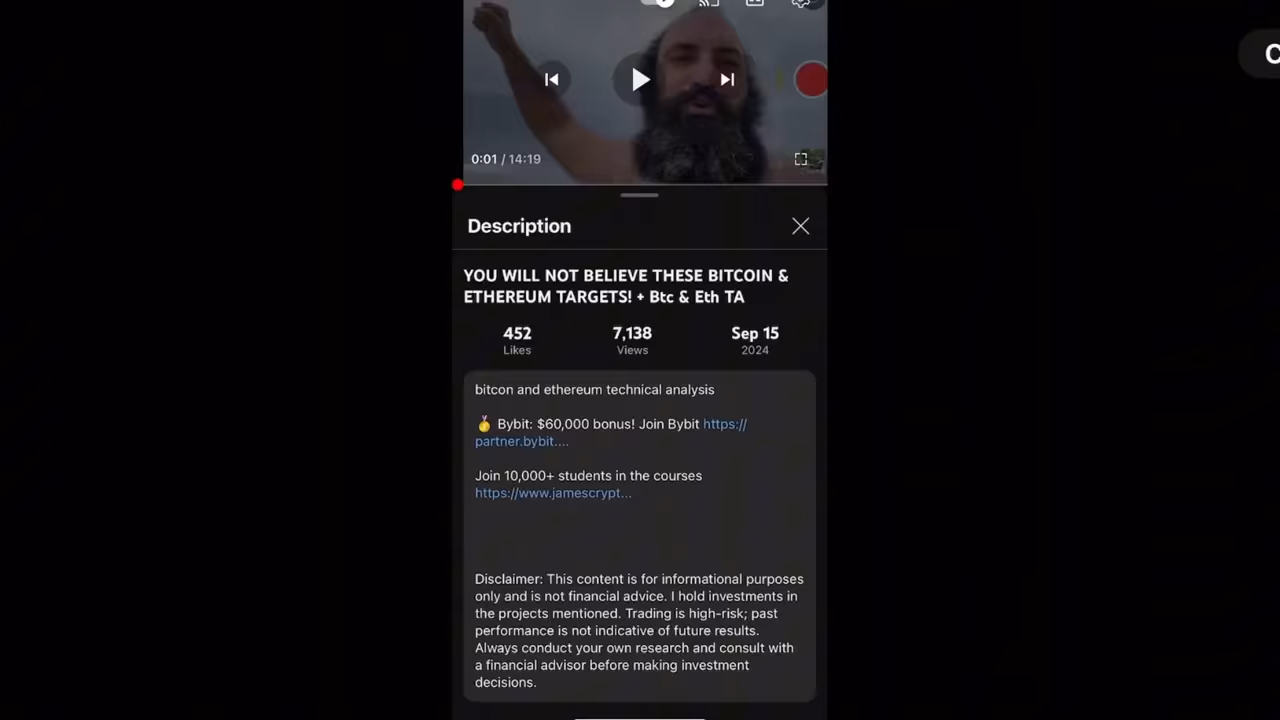 0:01 / 14:19
Description
YOU WILL NOT BELIEVE THESE BITCOIN &
ETHEREUM TARGETS! + Btc & Eth TA
452 7,138 Sep 15
Likes Views 2024
bitcon and ethereum technical analysis
🏅 Bybit: $60,000 bonus! Join Bybit https://
partner.bybit....
Join 10,000+ students in the courses
https://www.jamescrypt...
Disclaimer: This content is for informational purposes
only and is not financial advice. I hold investments in
the projects mentioned. Trading is high-risk; past
performance is not indicative of future results.
Always conduct your own research and consult with
a financial advisor before making investment
decisions.